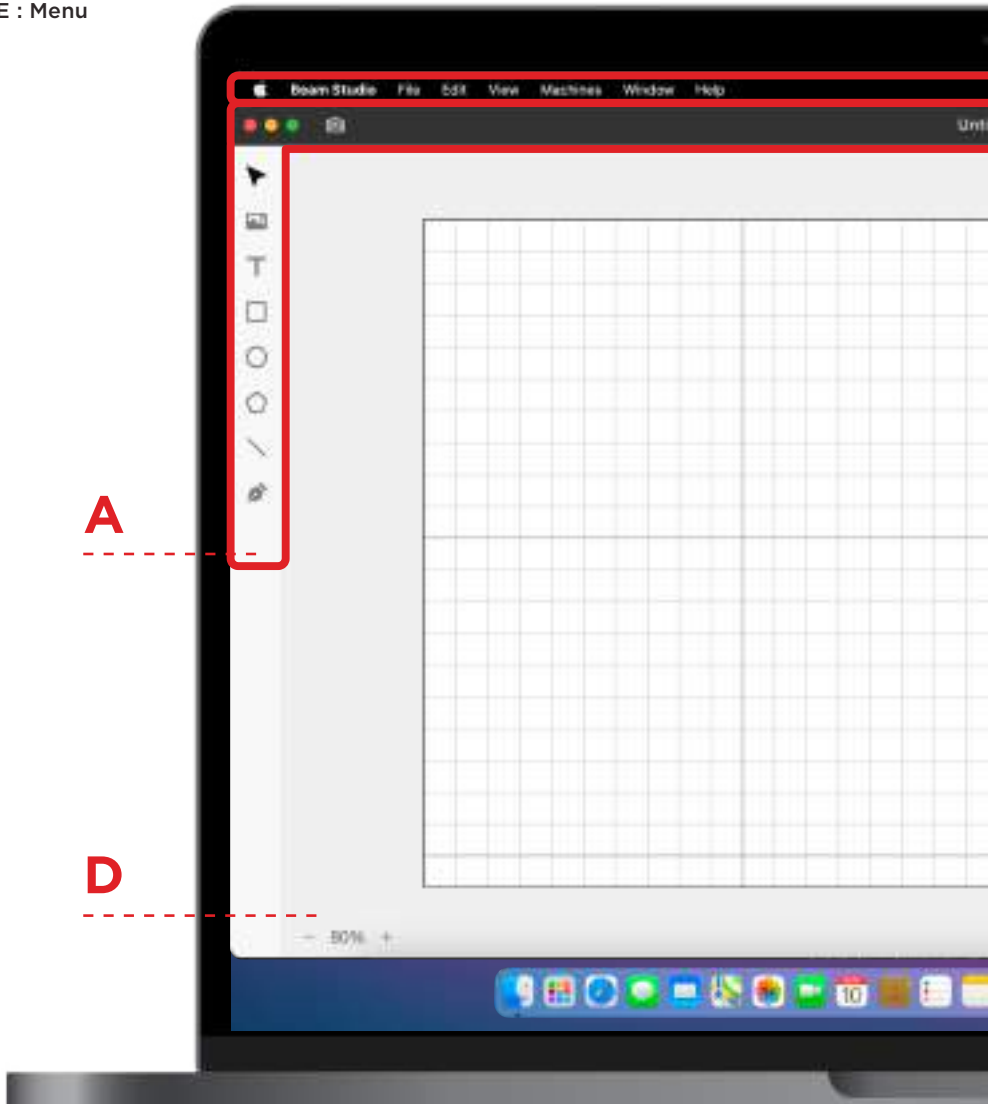 E : Menu
Beam Studio File Edit View Machines Window Help
Unti
T
A
D
- 80% +
10